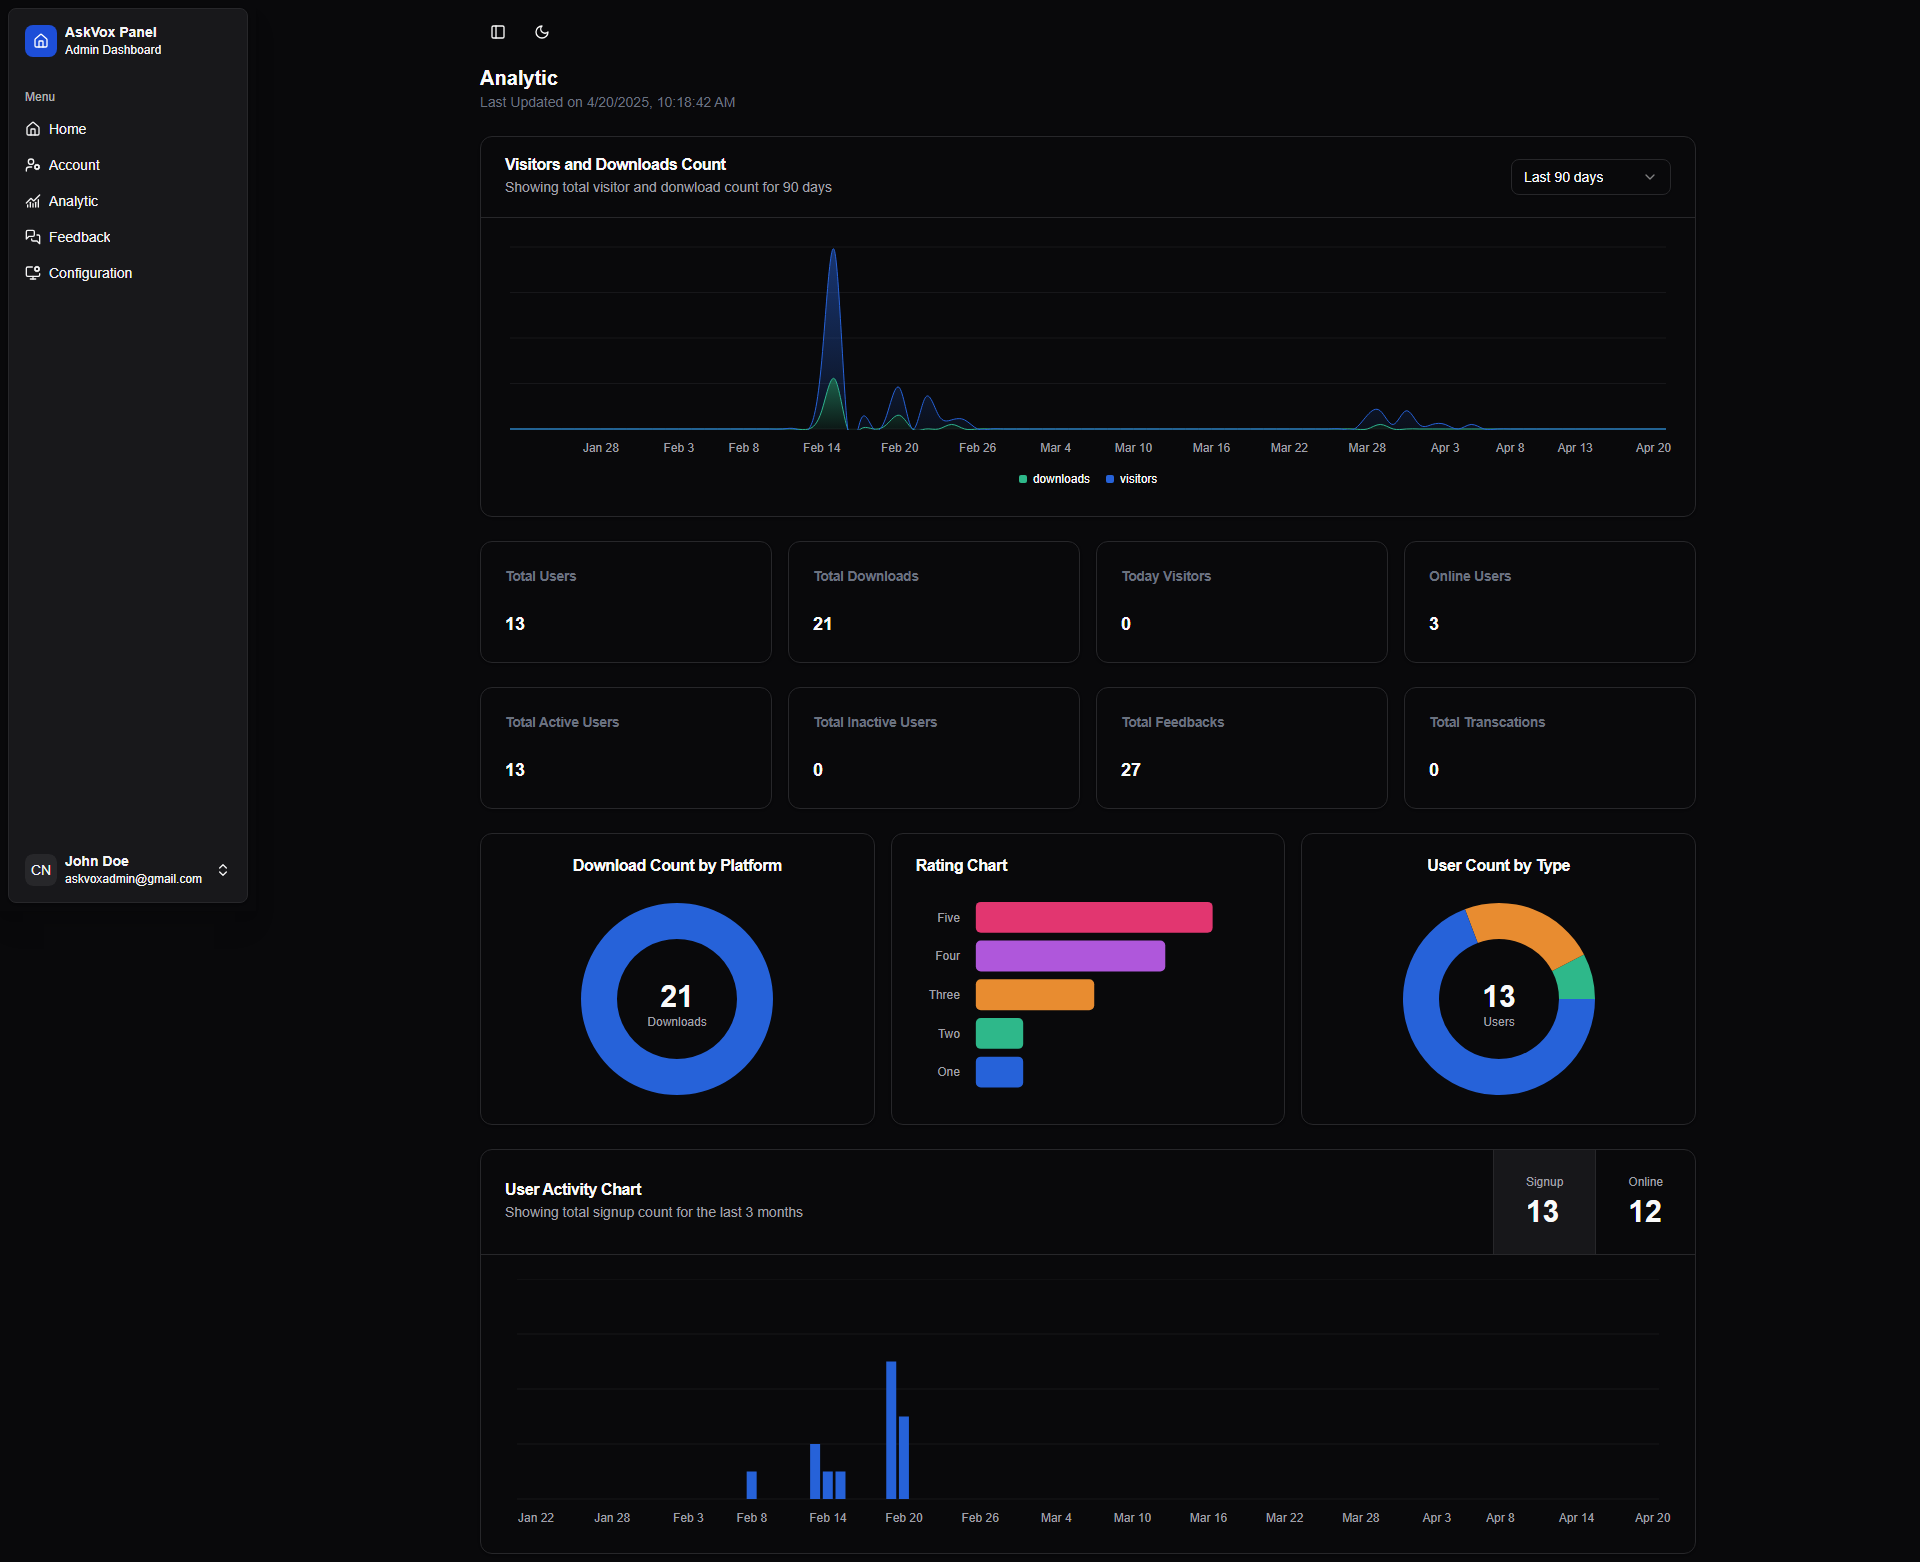 AskVox Panel
Admin Dashboard
Menu
Home
Account
Analytic
Feedback
Configuration
CN
John Doe
askvoxadmin@gmail.com
Analytic
Last Updated on 4/20/2025, 10:18:42 AM
Visitors and Downloads Count
Showing total visitor and donwload count for 90 days
Last 90 days
Jan 28 Feb 3 Feb 8 Feb 14 Feb 20 Feb 26 Mar 4 Mar 10 Mar 16 Mar 22 Mar 28 Apr 3 Apr 8 Apr 13 Apr 20
downloads visitors
Total Users
13
Total Downloads
21
Today Visitors
0
Online Users
3
Total Active Users
13
Total Inactive Users
0
Total Feedbacks
27
Total Transcations
0
Download Count by Platform
21
Downloads
Rating Chart
Five
Four
Three
Two
One
User Count by Type
13
Users
User Activity Chart
Showing total signup count for the last 3 months
Signup
13
Online
12
Jan 22 Jan 28 Feb 3 Feb 8 Feb 14 Feb 20 Feb 26 Mar 4 Mar 10 Mar 16 Mar 22 Mar 28 Apr 3 Apr 8 Apr 14 Apr 20